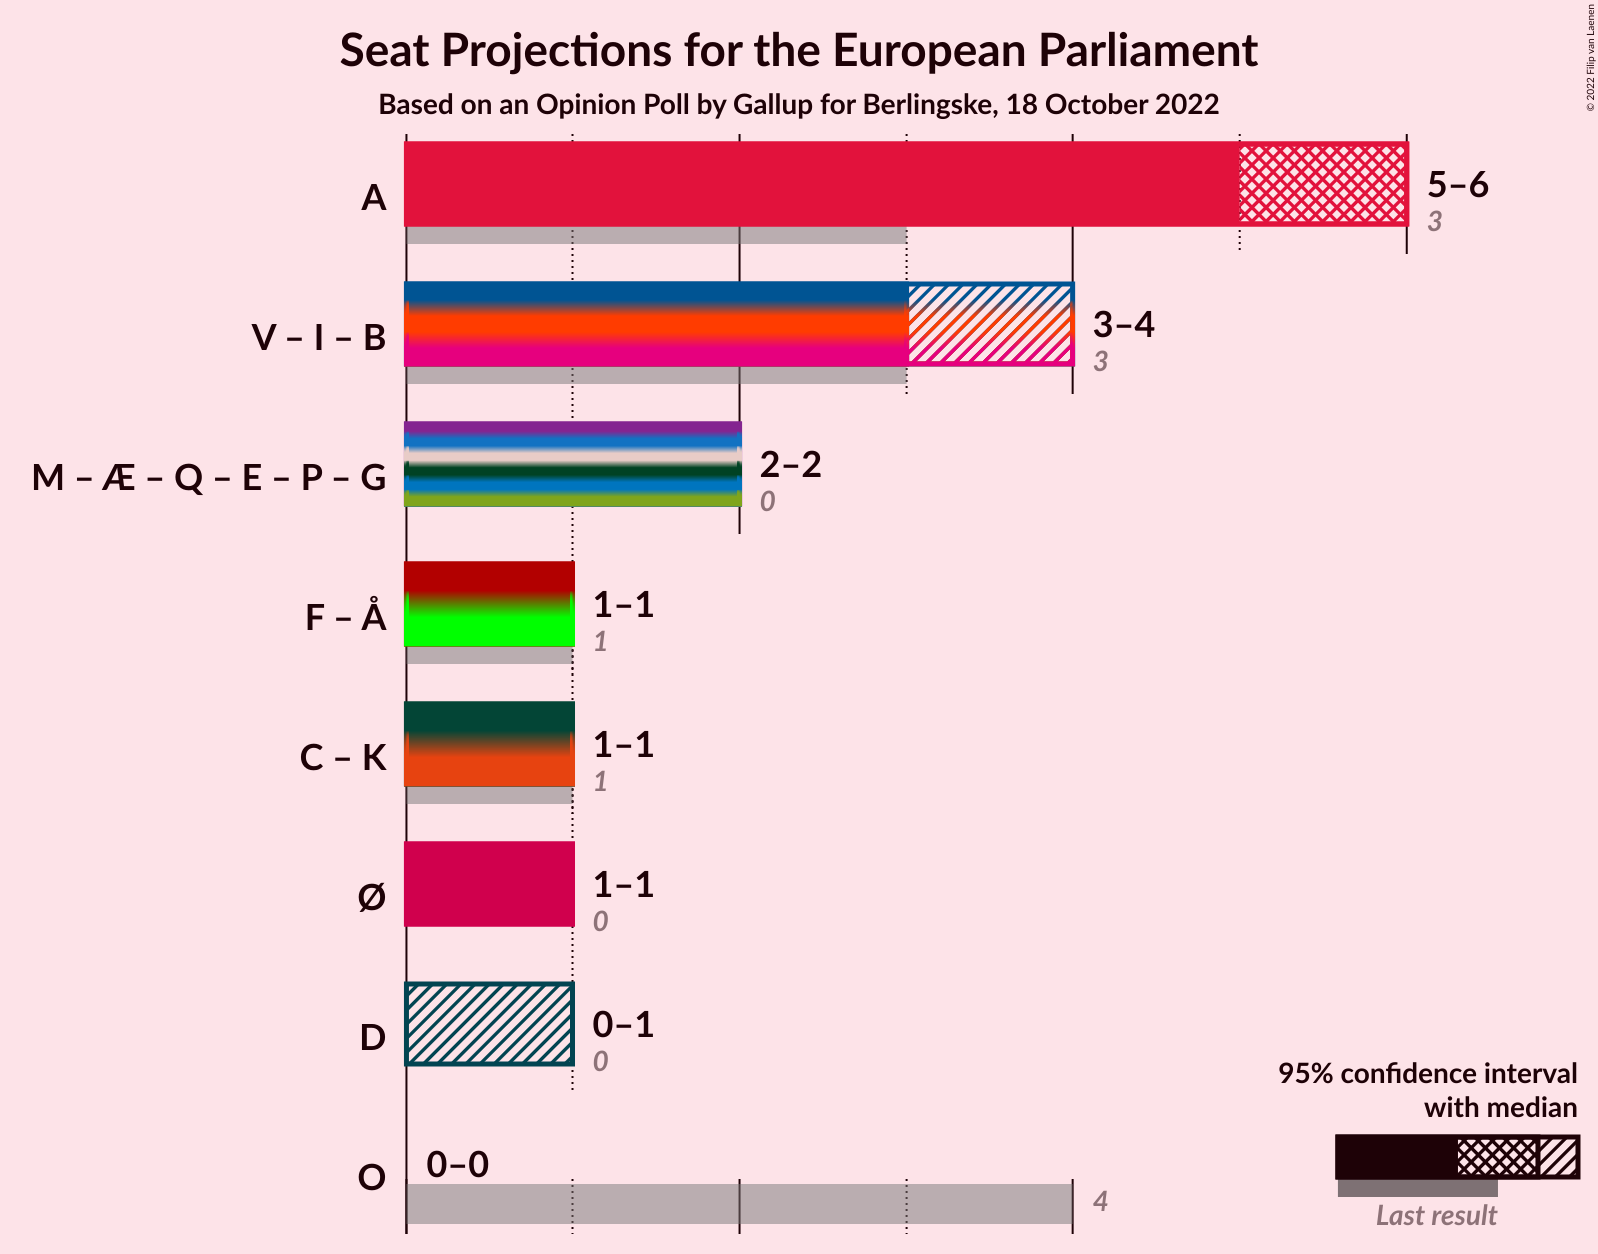 Seat Projections for the European Parliament
Based on an Opinion Poll by Gallup for Berlingske, 18 October 2022
© 2022 Filip van Laenen
A
5–6
3
V – I – B
3–4
3
M – Æ – Q – E – P – G
2–2
0
F – Å
1–1
1
C – K
1–1
1
Ø
1–1
0
D
0–1
0
O
0–0
4
95% confidence interval
with median
Last result